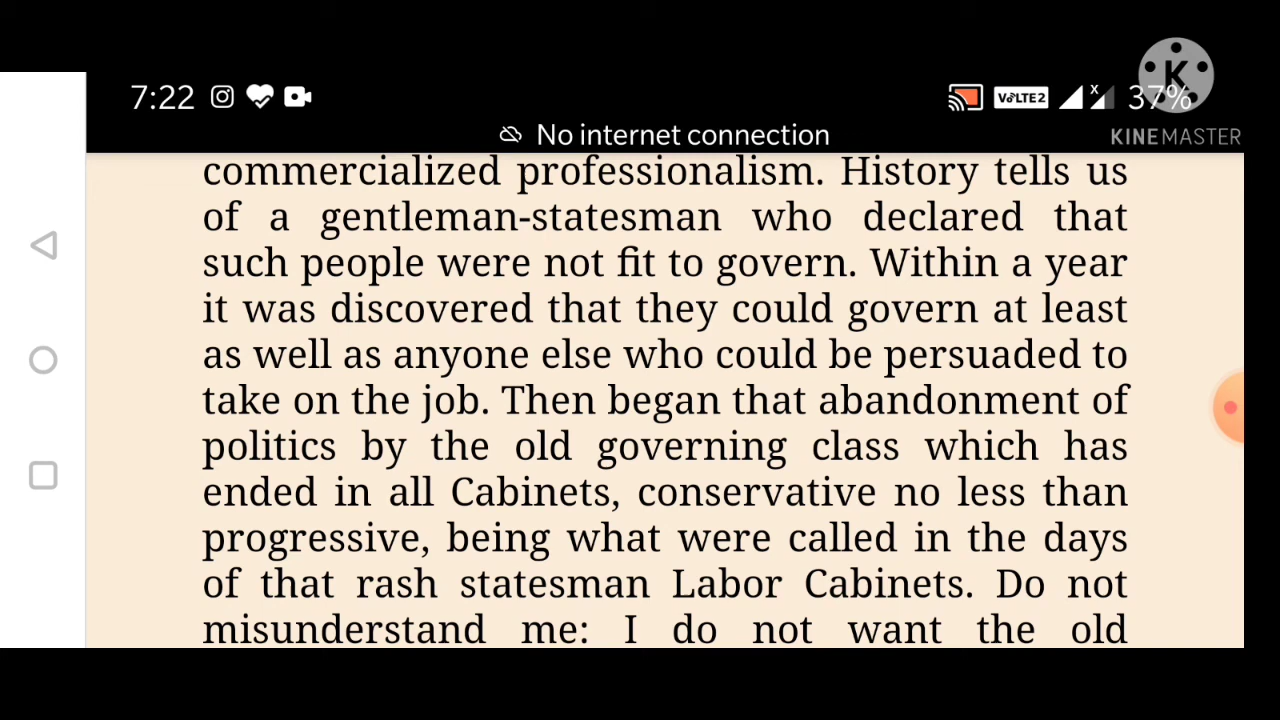 7:22 VoLTE2 37%
K
No internet connection
KINEMASTER
commercialized professionalism. History tells us
of a gentleman-statesman who declared that
such people were not fit to govern. Within a year
it was discovered that they could govern at least
as well as anyone else who could be persuaded to
take on the job. Then began that abandonment of
politics by the old governing class which has
ended in all Cabinets, conservative no less than
progressive, being what were called in the days
of that rash statesman Labor Cabinets. Do not
misunderstand me: I do not want the old